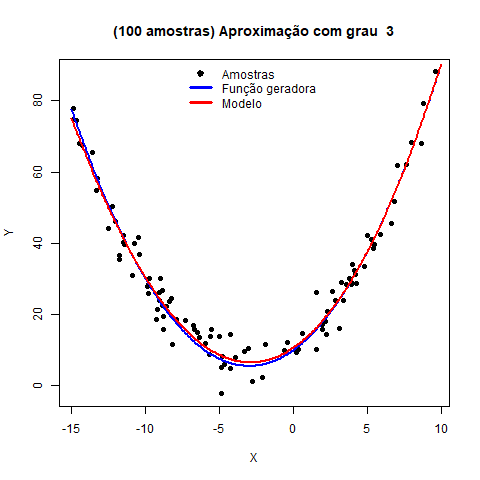 (100 amostras) Aproximação com grau  3
Amostras
Função geradora
Modelo
Y
80
60
40
20
0
-15 -10 -5 0 5 10
X